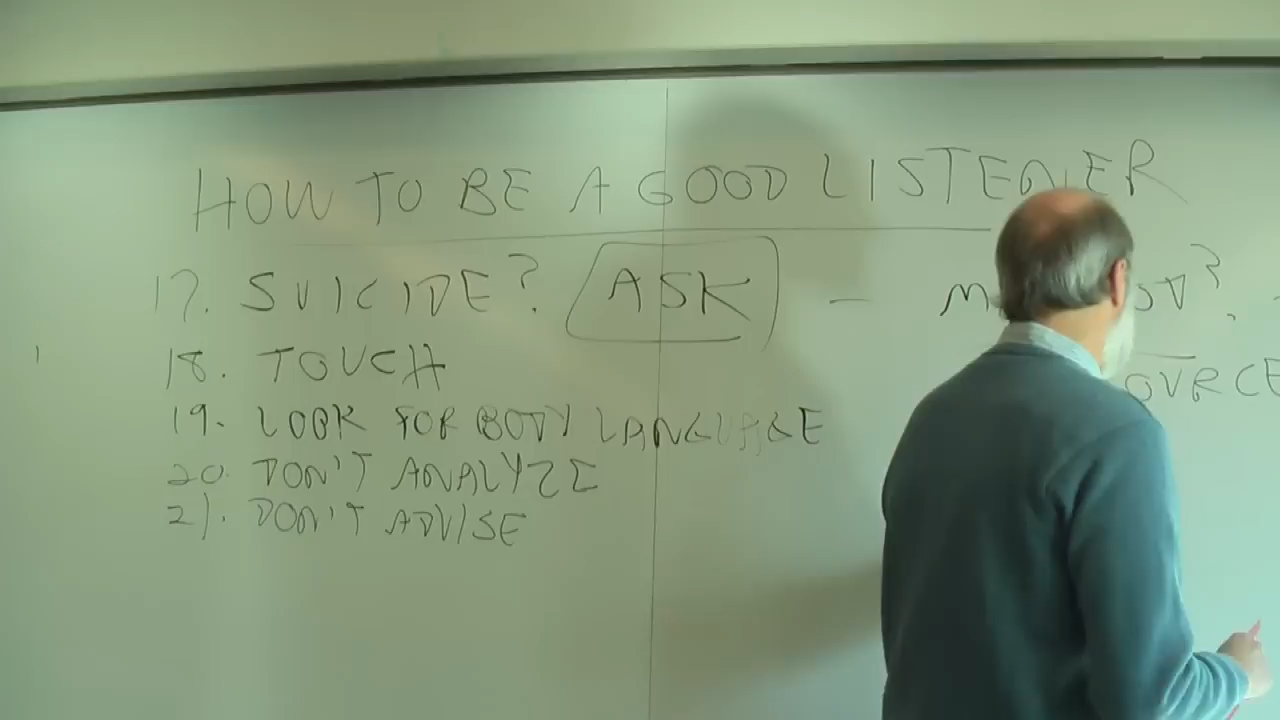 HOW TO BE A GOOD LISTENER
17. SUICIDE? ASK -
18. TOUCH
19. LOOK FOR BODY LANGUAGE
20. DON'T ANALYZE
21. DON'T ADVISE